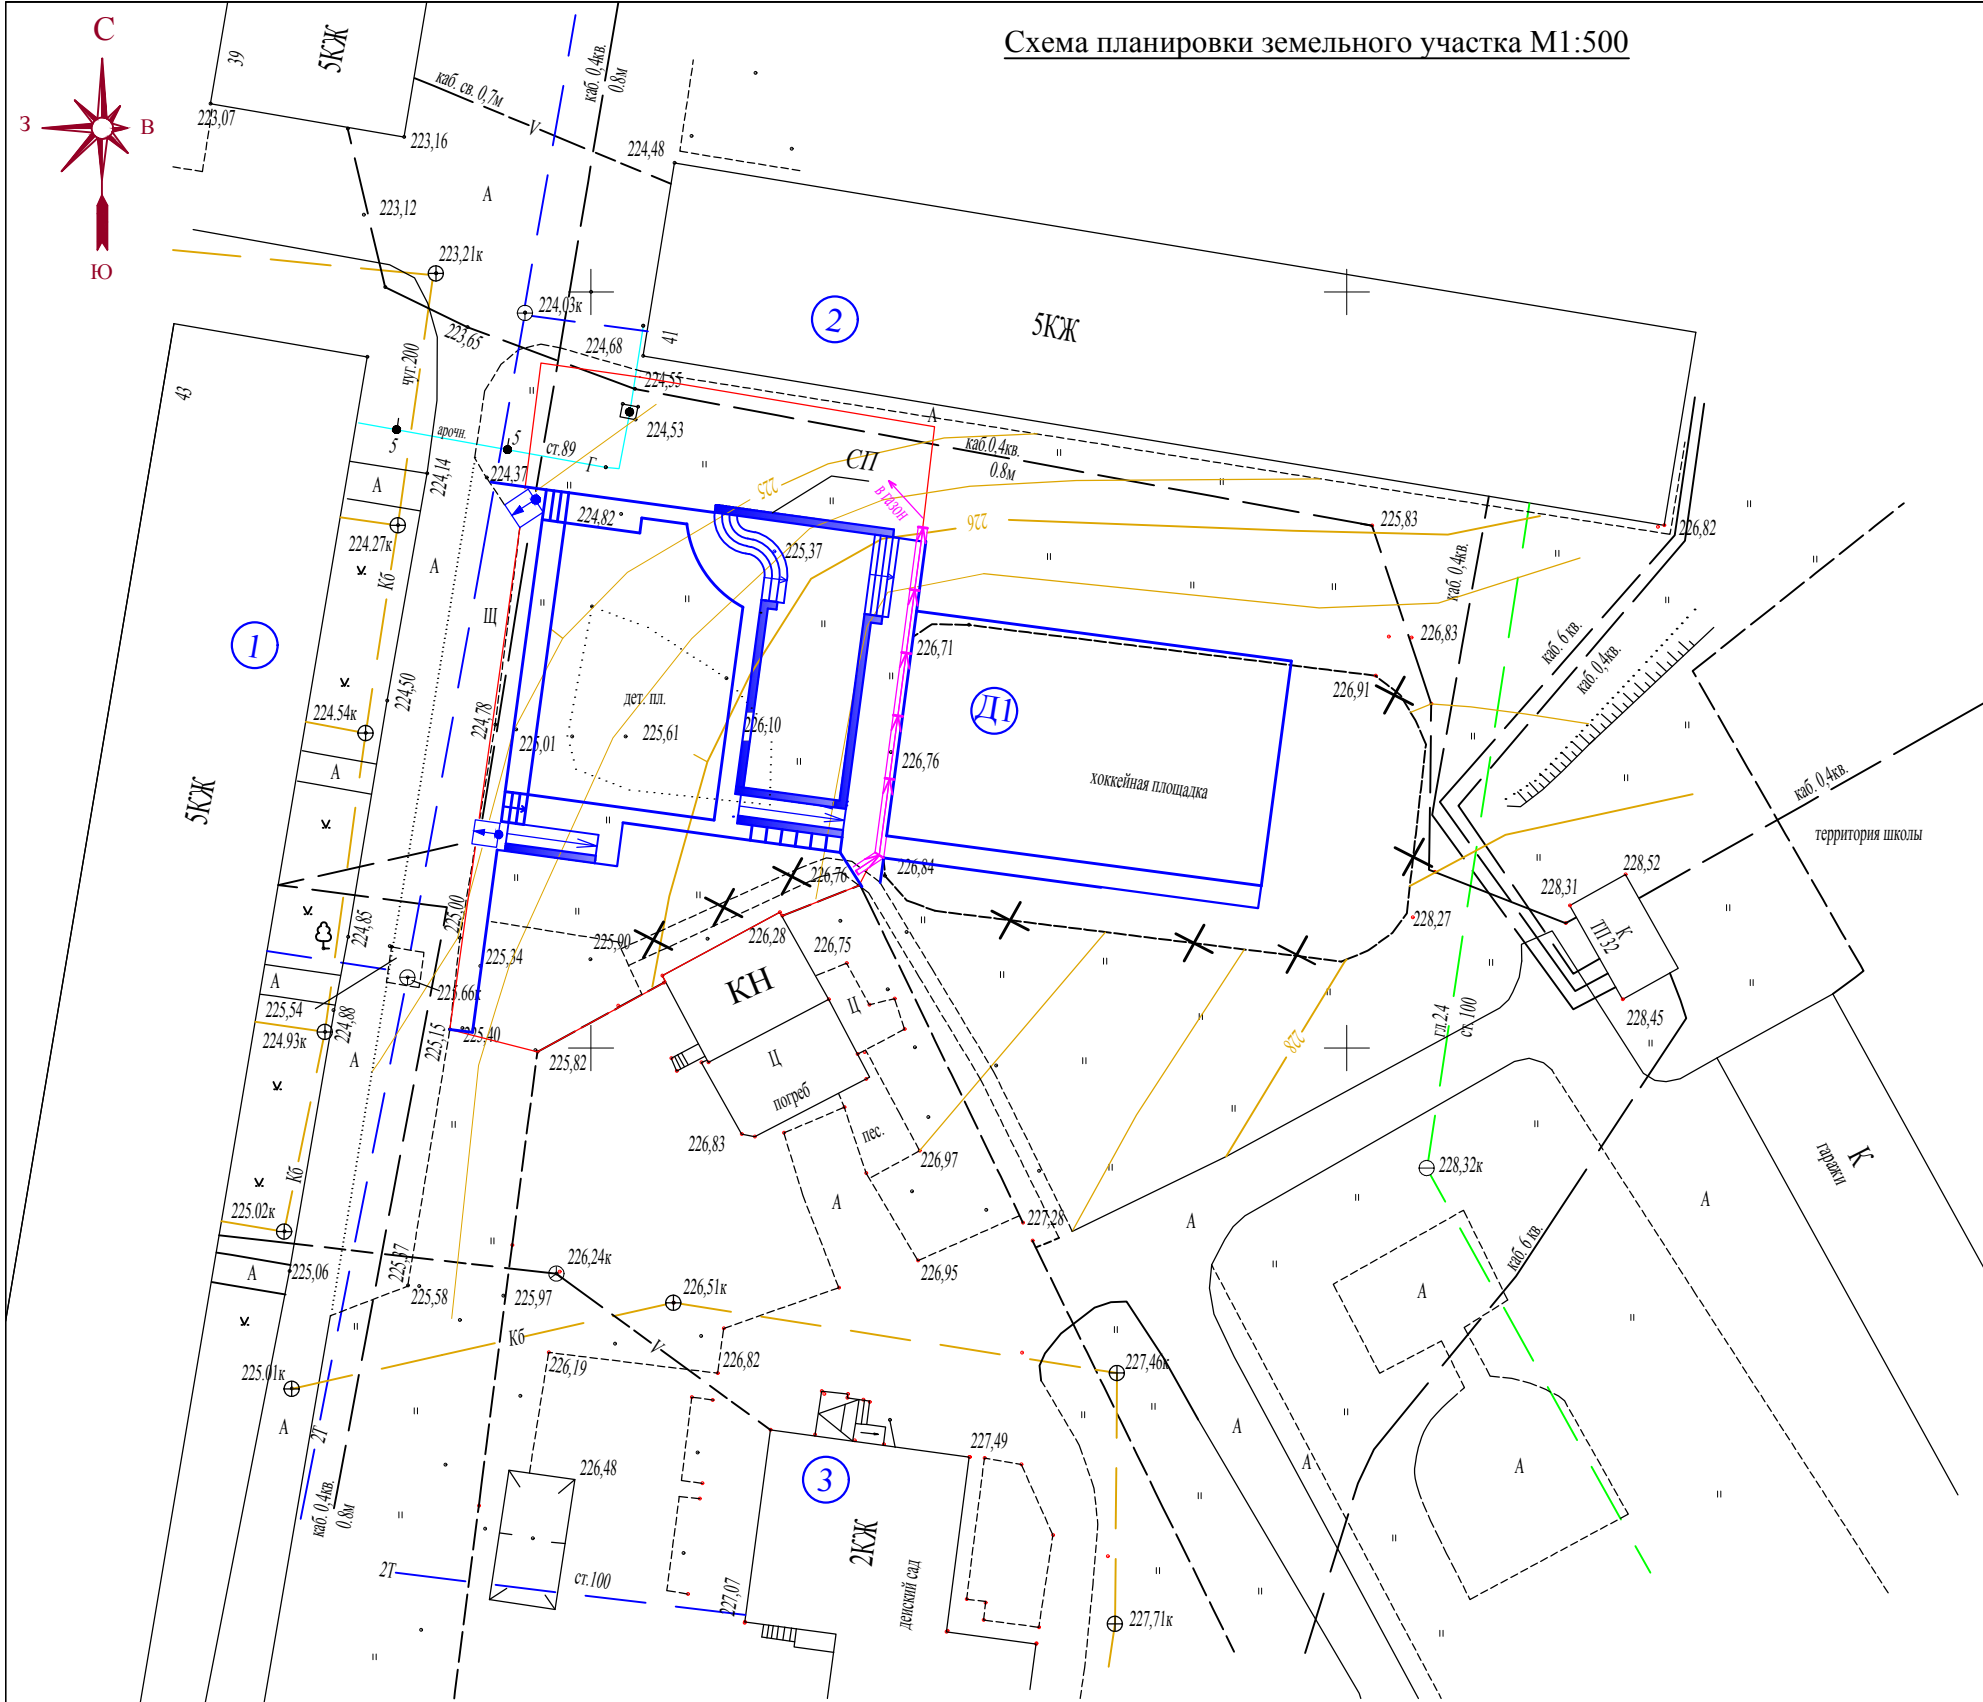 Схема планировки земельного участка М1:500
С
З
В
Ю
39
5КЖ
каб. св. 0,7м
V
каб. 0,4кв.
0.8м
223,07
223,16
224,48
223,12
А
223,21к
224,03к
2
5КЖ
41
223,65
224,68
224,55
чуг.200
43
5
арочн.
5
ст.89
Г
224,53
А
каб.0,4кв.
0.8м
СП
в газон
224,37
224,14
225
226
А
224,82
225,37
225,83
226,82
224.27к
Кб
А
каб. 0,4кв.
Щ
1
226,83
226,71
226,91
каб. 6 кв.
каб. 0,4кв.
224,50
224.54к
224,78
дет. пл.
225,61
225,01
226,10
Д1
226,76
хоккейная площадка
А
5КЖ
каб. 0,4кв.
территория школы
226,76
226,84
228,52
228,31
228,27
К
ТП 32
225,00
224,85
225,90
226,28
226,75
225,34
КН
А
225,54
225.66к
224,88
224.93к
225,15
225,40
А
225,82
Ц
Ц
погреб
гл.2,4
ст. 100
228
228,45
226,83
пес.
226,97
228,32к
К
гаражи
Кб
225.02к
А
227,28
А
А
каб. 6 кв.
А
225,06
225,37
225,58
226,24к
225,97
226,51к
226,95
А
Кб
V
226,19
226,82
227,46к
225.01к
А
2Т
А
А
А
227,49
226,48
3
каб. 0,4кв.
0.8м
2КЖ
2Т
ст.100
227,07
227,71к